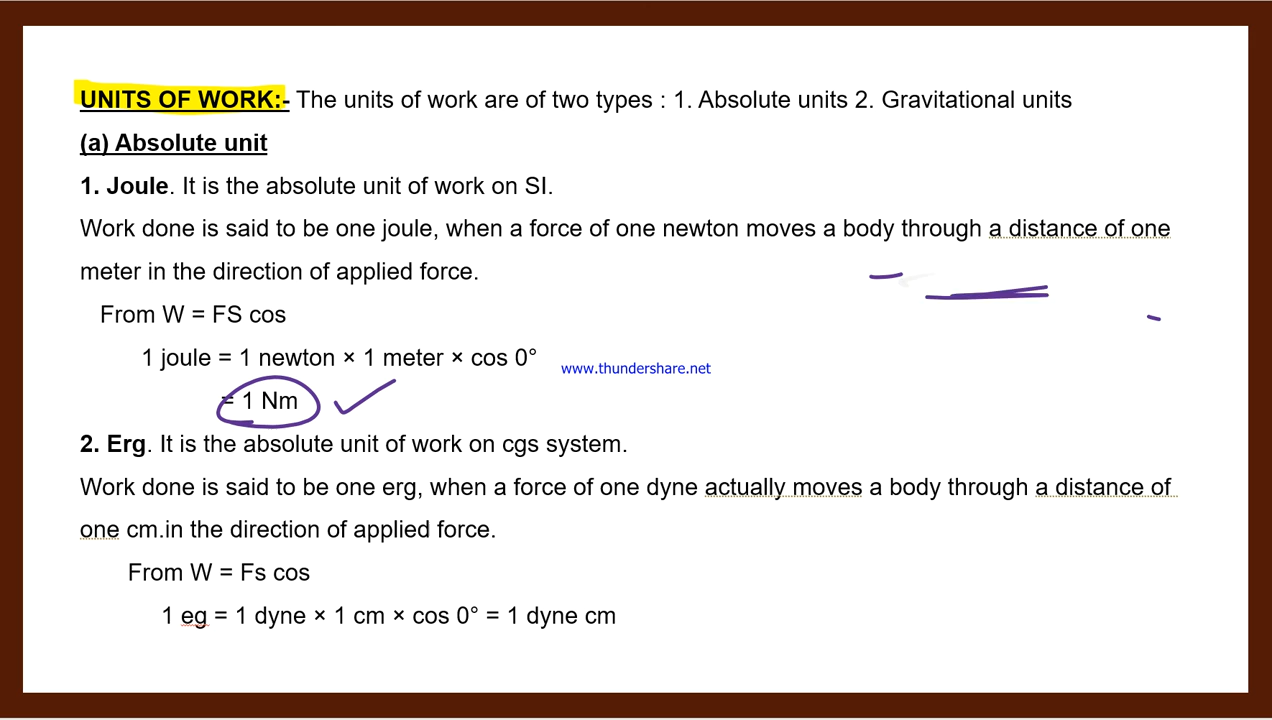 UNITS OF WORK:- The units of work are of two types : 1. Absolute units 2. Gravitational units
(a) Absolute unit
1. Joule. It is the absolute unit of work on SI.
Work done is said to be one joule, when a force of one newton moves a body through a distance of one
meter in the direction of applied force.
From W = FS cos
1 joule = 1 newton × 1 meter × cos 0°
www.thundershare.net
= 1 Nm
2. Erg. It is the absolute unit of work on cgs system.
Work done is said to be one erg, when a force of one dyne actually moves a body through a distance of
one cm.in the direction of applied force.
From W = Fs cos
1 eg = 1 dyne × 1 cm × cos 0° = 1 dyne cm